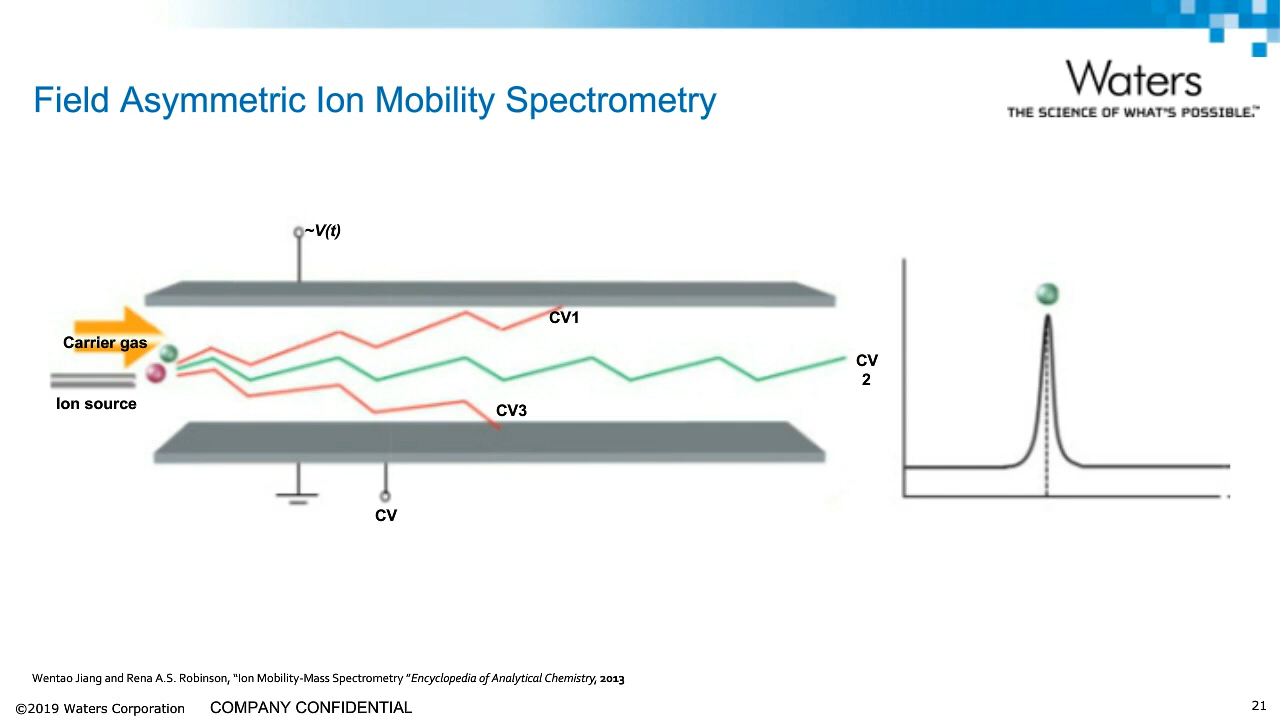 Field Asymmetric Ion Mobility Spectrometry
Waters
THE SCIENCE OF WHAT'S POSSIBLE.™
~V(t)
Carrier gas
Ion source
CV1
CV
2
CV3
CV
Wentao Jiang and Rena A.S. Robinson, “Ion Mobility-Mass Spectrometry “Encyclopedia of Analytical Chemistry, 2013
©2019 Waters Corporation COMPANY CONFIDENTIAL
21